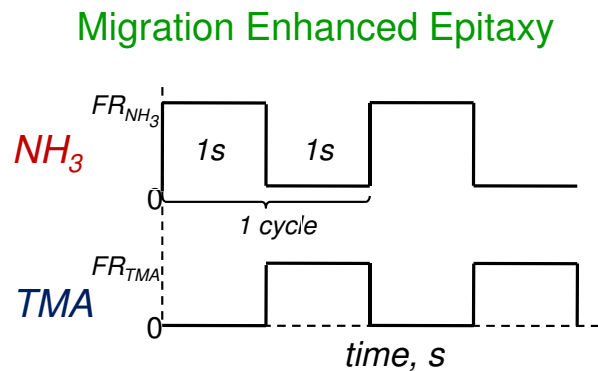 Migration Enhanced Epitaxy
FR_NH3
NH3
1s 1s
0
1 cycle
FR_TMA
TMA
0
time, s